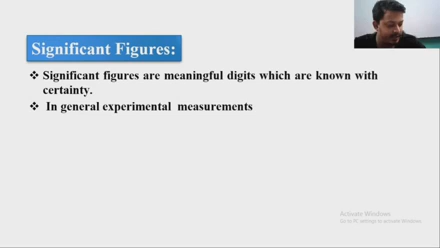 Significant Figures:
❖ Significant figures are meaningful digits which are known with
certainty.
❖ In general experimental measurements
Activate Windows
Go to PC settings to activate Windows.